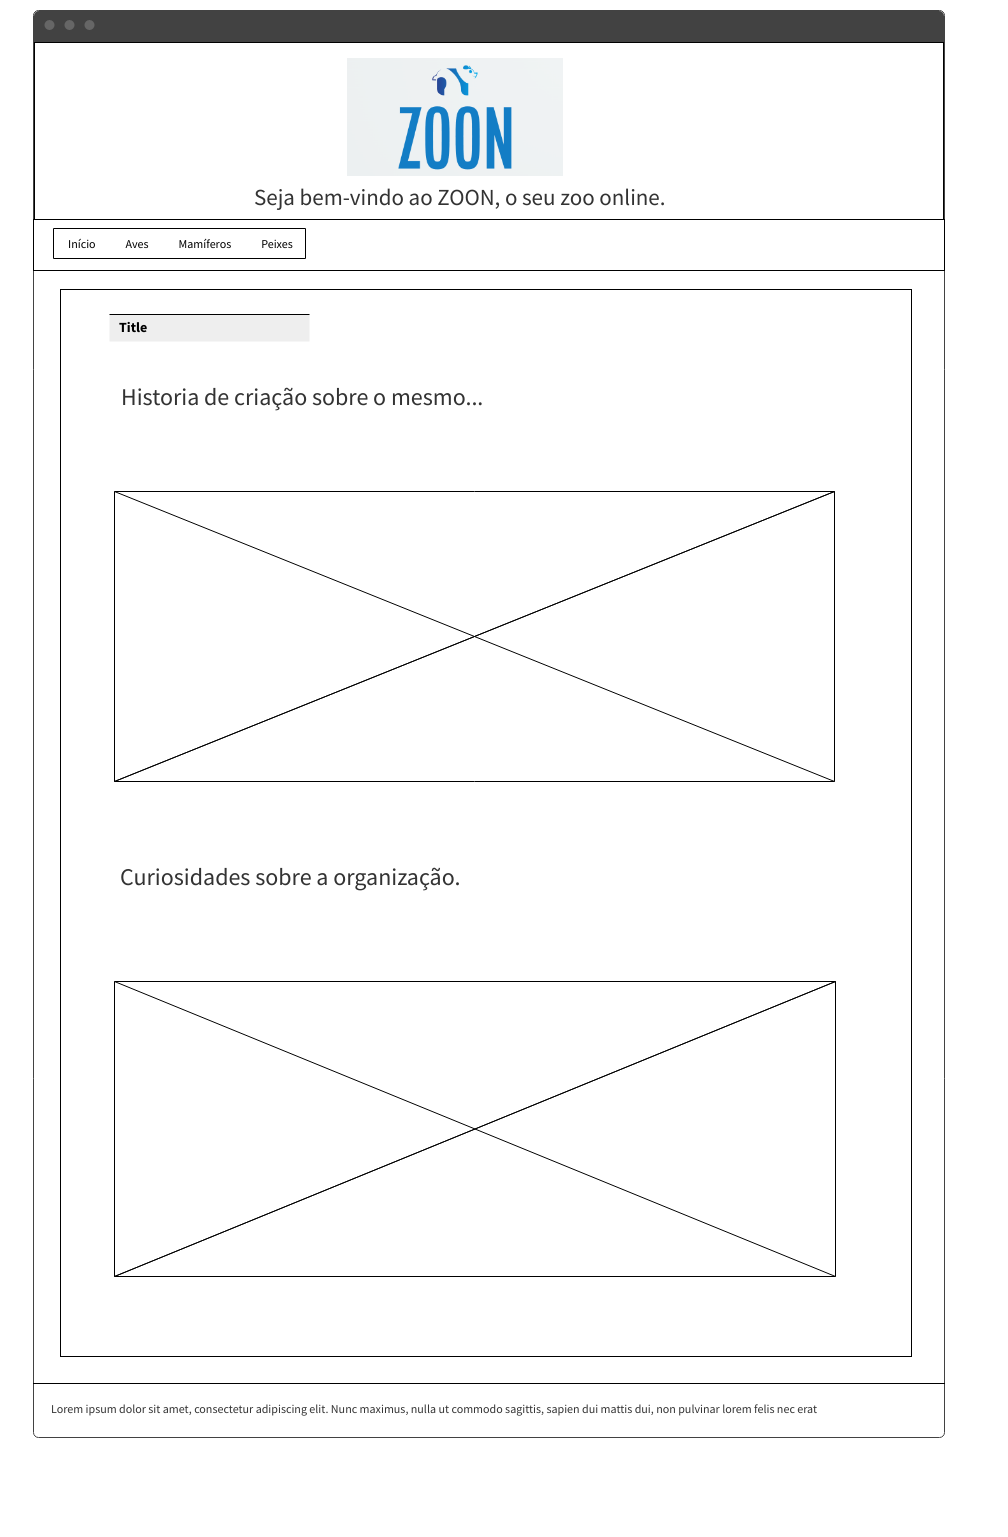 ZOON
Seja bem-vindo ao ZOON, o seu zoo online.
Início Aves Mamíferos Peixes
Title
Historia de criação sobre o mesmo...
Curiosidades sobre a organização.
Lorem ipsum dolor sit amet, consectetur adipiscing elit. Nunc maximus, nulla ut commodo sagittis, sapien dui mattis dui, non pulvinar lorem felis nec erat